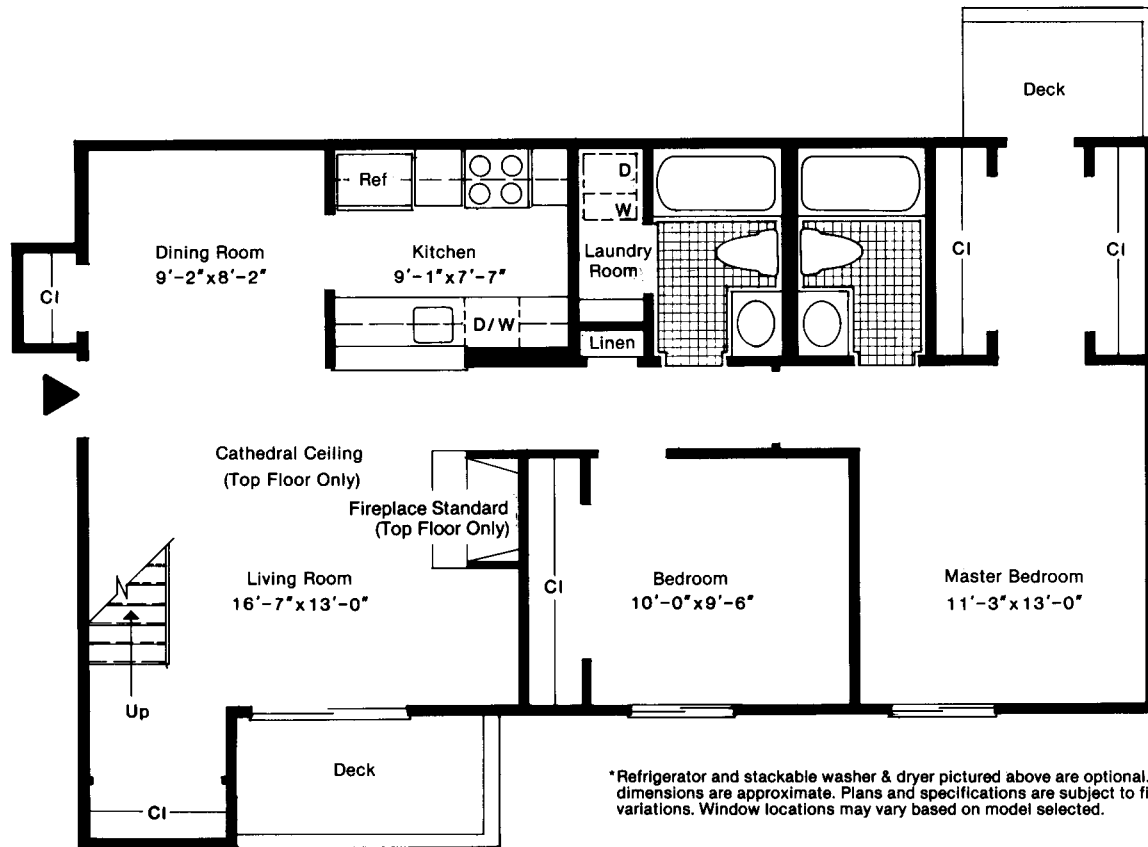 Deck
Ref
D
W
Dining Room
9'-2"x8'-2"
Kitchen
9'-1"x7'-7"
Laundry
Room
Cl
Cl
Cl
D/W
Linen
Cathedral Ceiling
(Top Floor Only)
Fireplace Standard
(Top Floor Only)
Living Room
16'-7"x13'-0"
Cl
Bedroom
10'-0"x9'-6"
Master Bedroom
11'-3"x13'-0"
Up
Deck
Cl
*Refrigerator and stackable washer & dryer pictured above are optional.
dimensions are approximate. Plans and specifications are subject to fi
variations. Window locations may vary based on model selected.